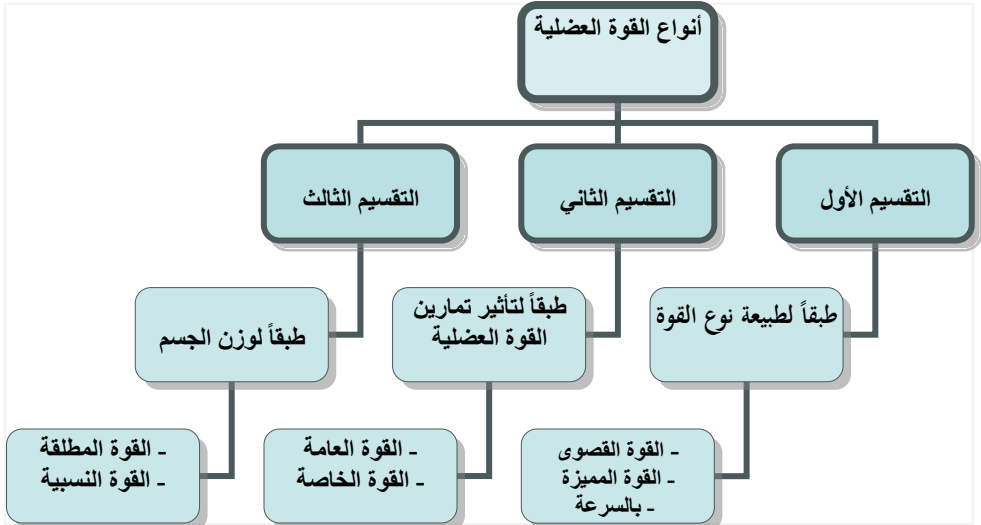 أنواع القوة العضلية
التقسيم الأول
التقسيم الثاني
التقسيم الثالث
طبقاً لطبيعة نوع القوة
طبقاً لتأثير تمارين
القوة العضلية
طبقاً لوزن الجسم
- القوة القصوى
- القوة المميزة
- بالسرعة
- القوة العامة
- القوة الخاصة
- القوة المطلقة
- القوة النسبية